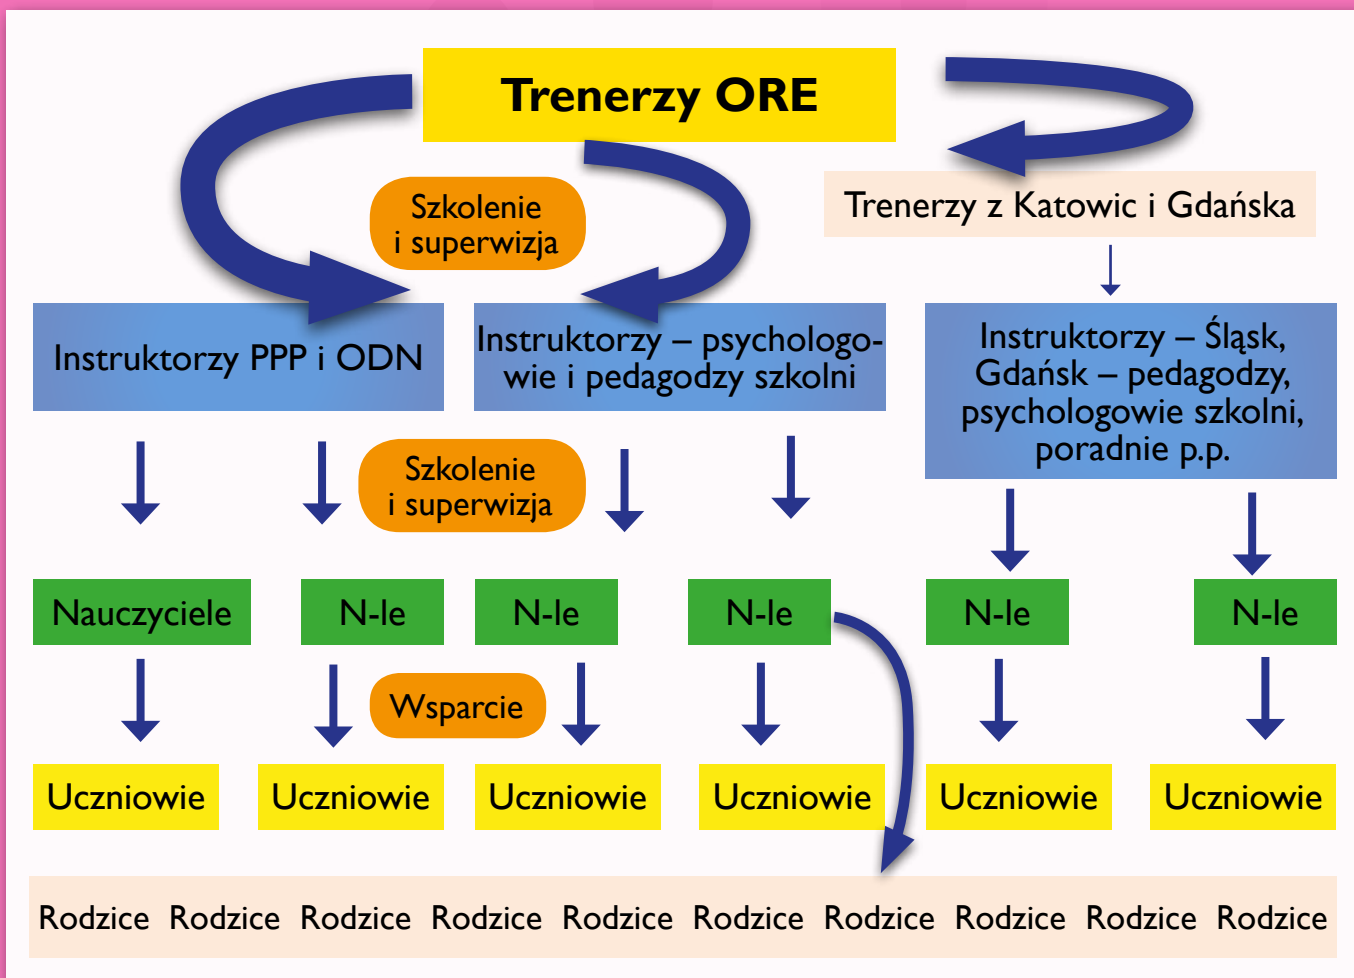 Trenerzy ORE
Szkolenie
i superwizja
Trenerzy z Katowic i Gdańska
Instruktorzy PPP i ODN
Instruktorzy – psycholgo-
wie i pedagodzy szkolni
Instruktorzy – Śląsk,
Gdańsk – pedagodzy,
psychologowie szkolni,
poradnie p.p.
Szkolenie
i superwizja
Nauczyciele
N-le
N-le
N-le
N-le
N-le
Wsparcie
Uczniowie
Uczniowie
Uczniowie
Uczniowie
Uczniowie
Uczniowie
Rodzice Rodzice Rodzice Rodzice Rodzice Rodzice Rodzice Rodzice Rodzice Rodzice